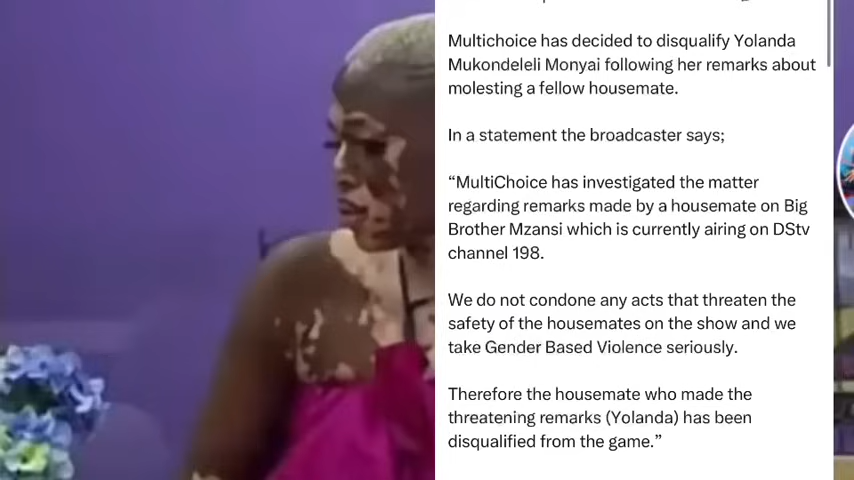 Multichoice has decided to disqualify Yolanda
Mukondeleli Monyai following her remarks about
molesting a fellow housemate.
In a statement the broadcaster says;
“MultiChoice has investigated the matter
regarding remarks made by a housemate on Big
Brother Mzansi which is currently airing on DStv
channel 198.
We do not condone any acts that threaten the
safety of the housemates on the show and we
take Gender Based Violence seriously.
Therefore the housemate who made the
threatening remarks (Yolanda) has been
disqualified from the game.”